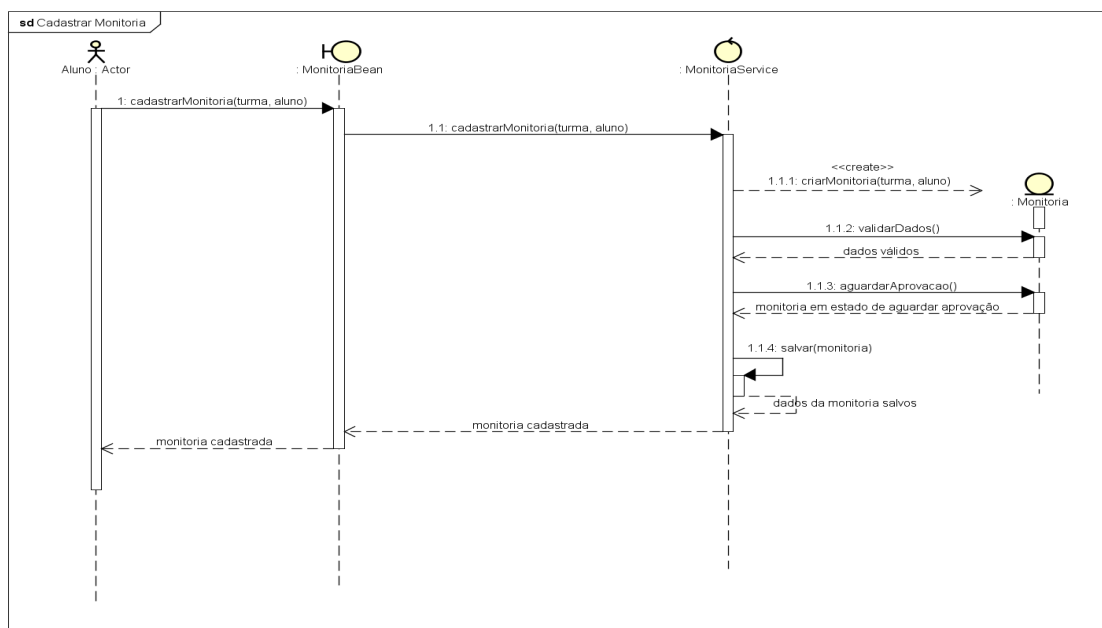 sd Cadastrar Monitoria
Aluno : Actor
: MonitoriaBean
: MonitoriaService
1: cadastrarMonitoria(turma, aluno)
1.1: cadastrarMonitoria(turma, aluno)
<<create>>
1.1.1: criarMonitoria(turma, aluno)
: Monitoria
1.1.2: validarDados()
dados válidos
1.1.3: aguardarAprovacao()
monitoria em estado de aguardar aprovação
1.1.4: salvar(monitoria)
dados da monitoria salvos
monitoria cadastrada
monitoria cadastrada